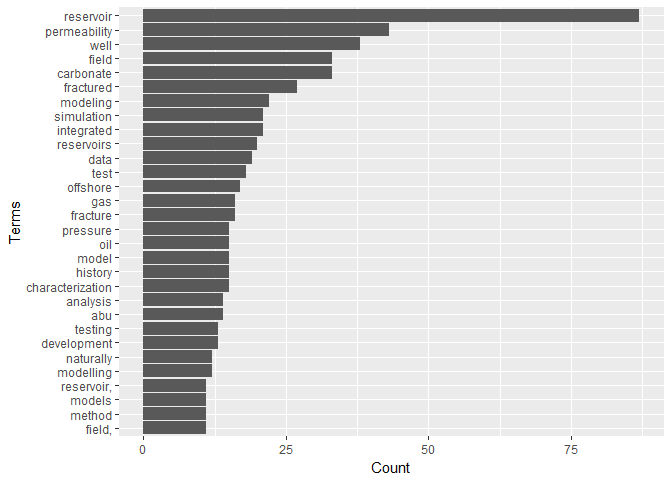 reservoir
permeability
well
field
carbonate
fractured
modeling
simulation
integrated
reservoirs
data
test
offshore
gas
fracture
pressure
oil
model
history
characterization
analysis
abu
testing
development
naturally
modelling
reservoir,
models
method
field,
Terms
0 25 50 75
Count